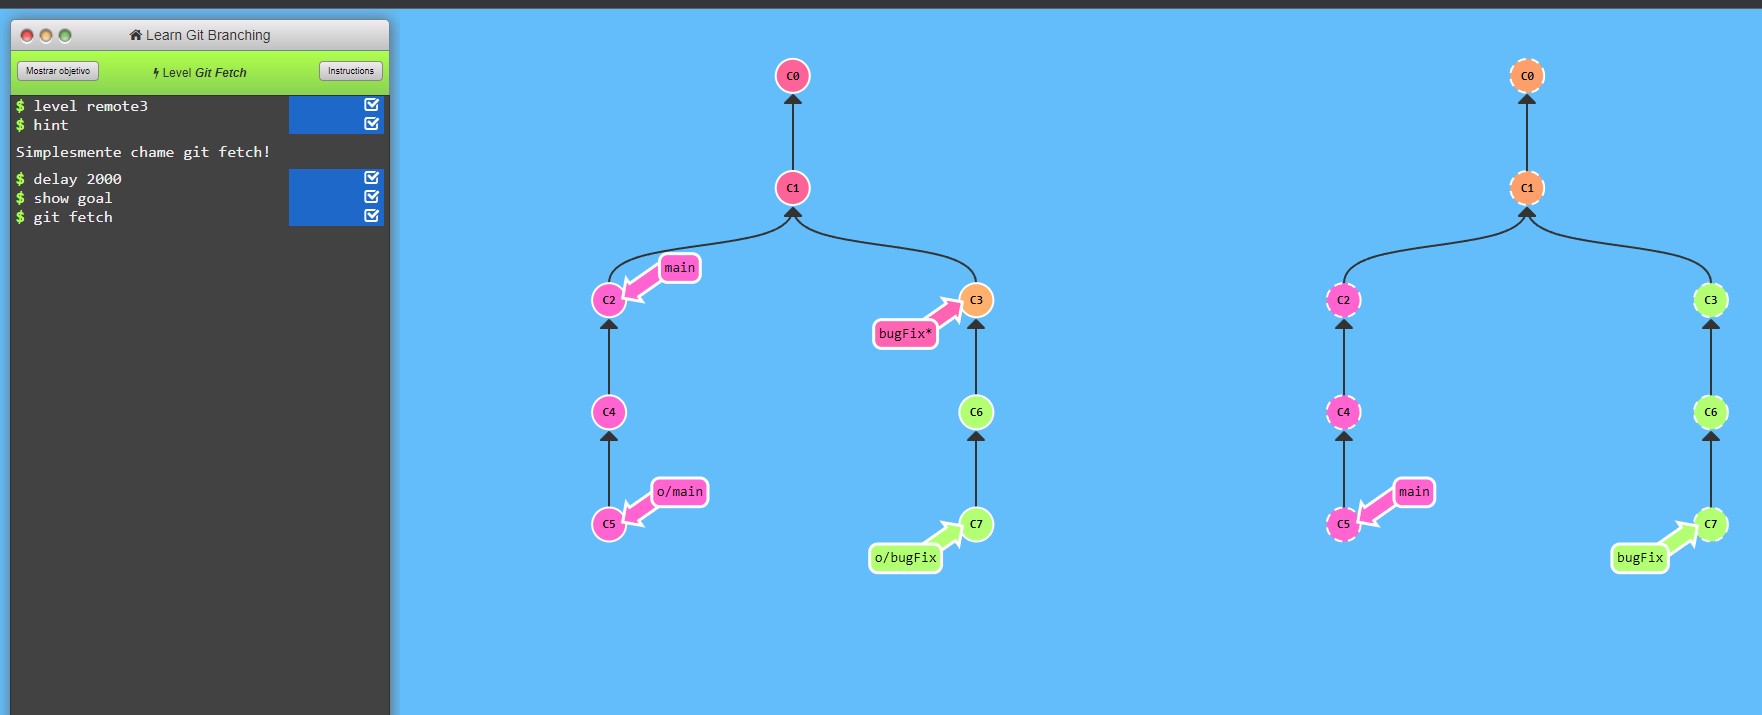 Learn Git Branching
Mostrar objetivo
Level Git Fetch
Instructions
$ level remote3
$ hint
Simplesmente chame git fetch!
$ delay 2000
$ show goal
$ git fetch
C0
C1
main
C2
C3
bugFix*
C4
C6
o/main
C5
C7
o/bugFix
C0
C1
C2
C3
C4
C6
main
C5
C7
bugFix